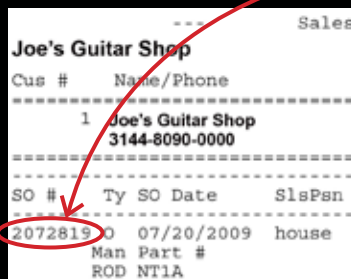 Sales
Joe's Guitar Shop
Cus # Name/Phone
1 Joe's Guitar Shop
3144-8090-0000
SO # Ty SO Date SlsPsn
2072819 O 07/20/2009 house
Man Part #
ROD NT1A